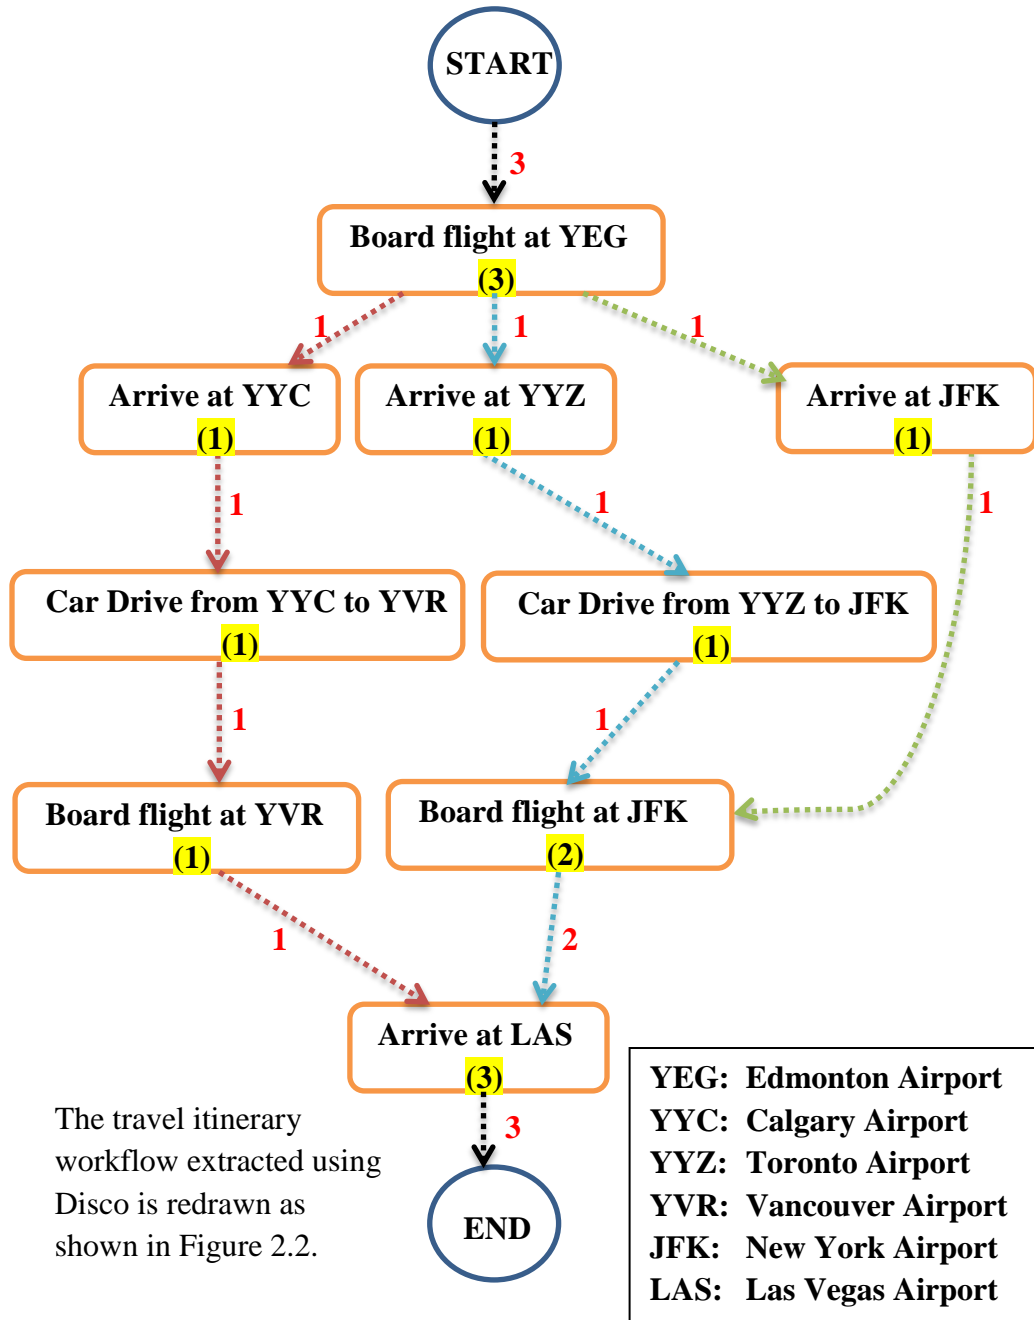 START
3
Board flight at YEG
(3)
1
1
1
Arrive at YYC
(1)
Arrive at YYZ
(1)
Arrive at JFK
(1)
1
1
1
Car Drive from YYC to YVR
(1)
Car Drive from YYZ to JFK
(1)
1
1
Board flight at YVR
(1)
Board flight at JFK
(2)
1
2
Arrive at LAS
(3)
3
END
The travel itinerary
workflow extracted using
Disco is redrawn as
shown in Figure 2.2.
YEG: Edmonton Airport
YYC: Calgary Airport
YYZ: Toronto Airport
YVR: Vancouver Airport
JFK: New York Airport
LAS: Las Vegas Airport